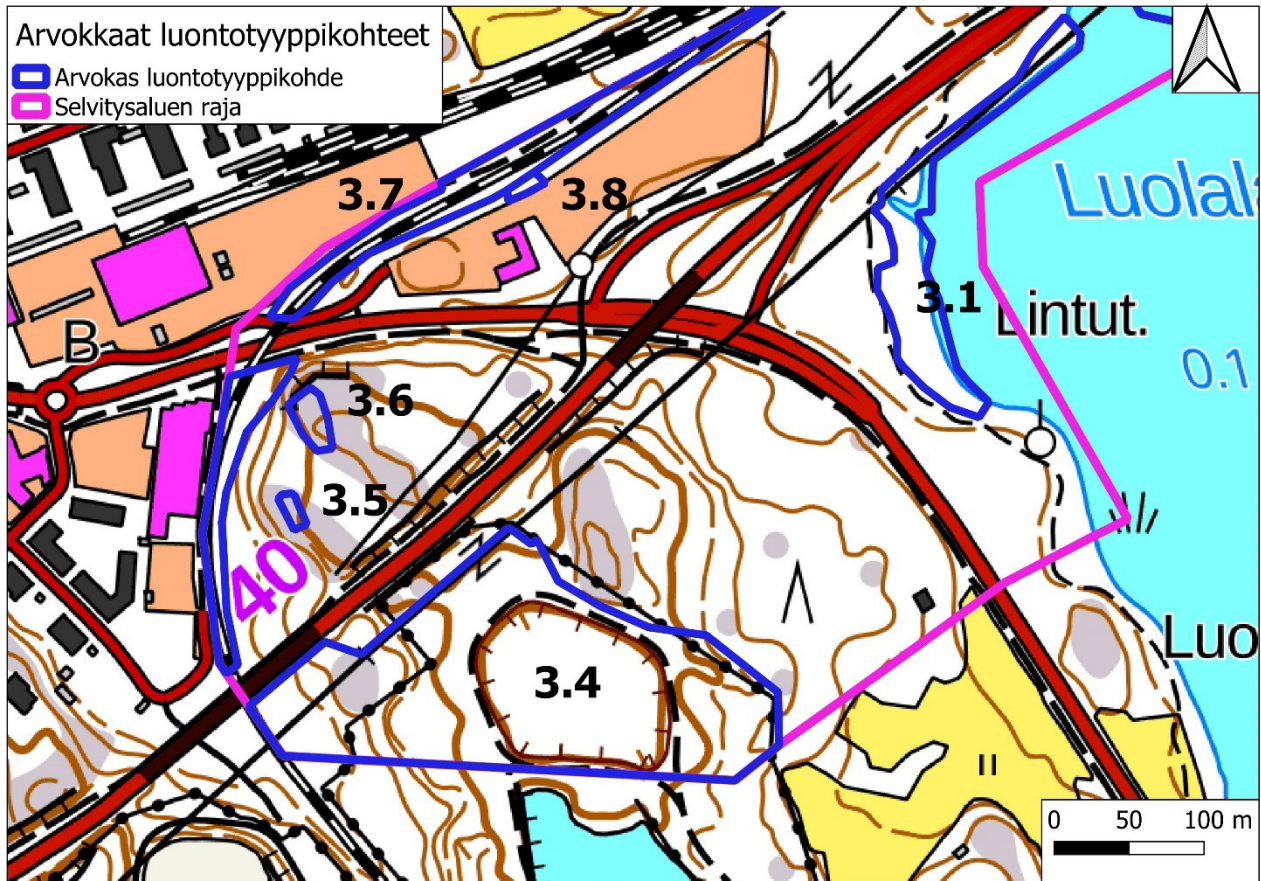 Arvokkaat luontotyyppikohteet
Arvokas luontotyyppikohde
Selvitysaluen raja
3.7
3.8
Luolala
3.1
Lintut.
B
0.1
3.6
3.5
40
Luo
3.4
0 50 100 m